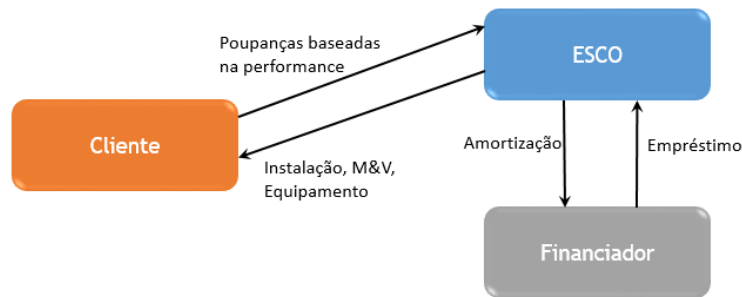 Poupanças baseadas
na performance
ESCO
Cliente
Instalação, M&V,
Equipamento
Amortização
Empréstimo
Financiador